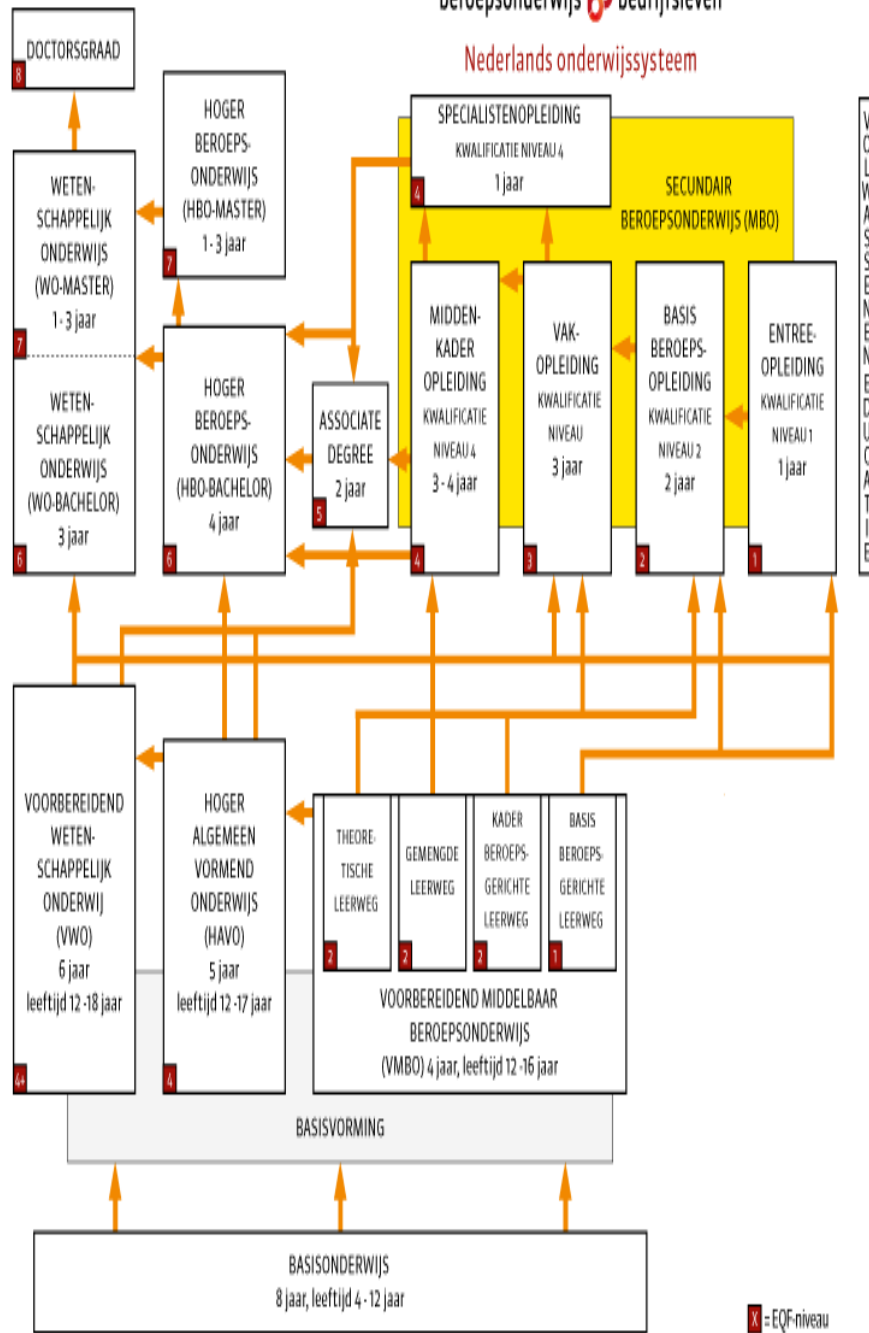 beroepsonderwijs bedrijfsleven
Nederlands onderwijssysteem
DOCTORSGRAAD
8
WETEN-
SCHAPPELIJK
ONDERWIJS
(WO-MASTER)
1- 3 jaar
7
WETEN-
SCHAPPELIJK
ONDERWIJS
(WO-BACHELOR)
3 jaar
6
HOGER
BEROEPS-
ONDERWIJS
(HBO-MASTER)
1- 3 jaar
7
HOGER
BEROEPS-
ONDERWIJS
(HBO-BACHELOR)
4 jaar
6
ASSOCIATE
DEGREE
2 jaar
5
SPECIALISTENOPLEIDING
KWALIFICATIE NIVEAU 4
1 jaar
4
SECUNDAIR
BEROEPSONDERWIJS (MBO)
MIDDEN-
KADER
OPLEIDING
KWALIFICATIE
NIVEAU 4
3 - 4 jaar
4
VAK-
OPLEIDING
KWALIFICATIE
NIVEAU
3 jaar
3
BASIS
BEROEPS-
OPLEIDING
KWALIFICATIE
NIVEAU 2
2 jaar
2
ENTREE-
OPLEIDING
KWALIFICATIE
NIVEAU 1
1 jaar
1
VOLWASSENENEDUCATIE
VOORBEREIDEND
WETEN-
SCHAPPELIJK
ONDERWIJ
(VWO)
6 jaar
leeftijd 12 -18 jaar
4+
HOGER
ALGEMEEN
VORMEND
ONDERWIJS
(HAVO)
5 jaar
leeftijd 12 -17 jaar
4
THEORE-
TISCHE
LEERWEG
2
GEMENGDE
LEERWEG
2
KADER
BEROEPS-
GERICHTE
LEERWEG
2
BASIS
BEROEPS-
GERICHTE
LEERWEG
1
VOORBEREIDEND MIDDELBAAR
BEROEPSONDERWIJS
(VMBO) 4 jaar, leeftijd 12 -16 jaar
BASISVORMING
BASISONDERWIJS
8 jaar, leeftijd 4 - 12 jaar
X = EQF-niveau